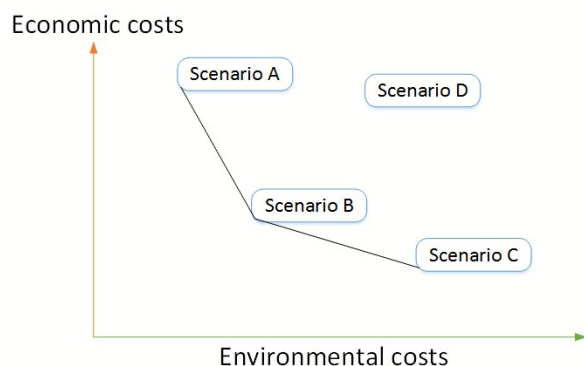 Economic costs
Scenario A
Scenario D
Scenario B
Scenario C
Environmental costs